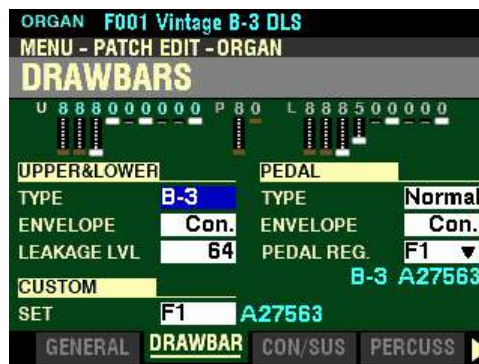 ORGAN F001 Vintage B-3 DLS
MENU - PATCH EDIT - ORGAN
DRAWBARS
U 888000000 P 80 L 888500000
UPPER&LOWER PEDAL
TYPE B-3 TYPE Normal
ENVELOPE Con. ENVELOPE Con.
LEAKAGE LVL 64 PEDAL REG. F1 ▼
B-3 A27563
CUSTOM
SET F1 A27563
GENERAL DRAWBAR CON/SUS PERCUSS